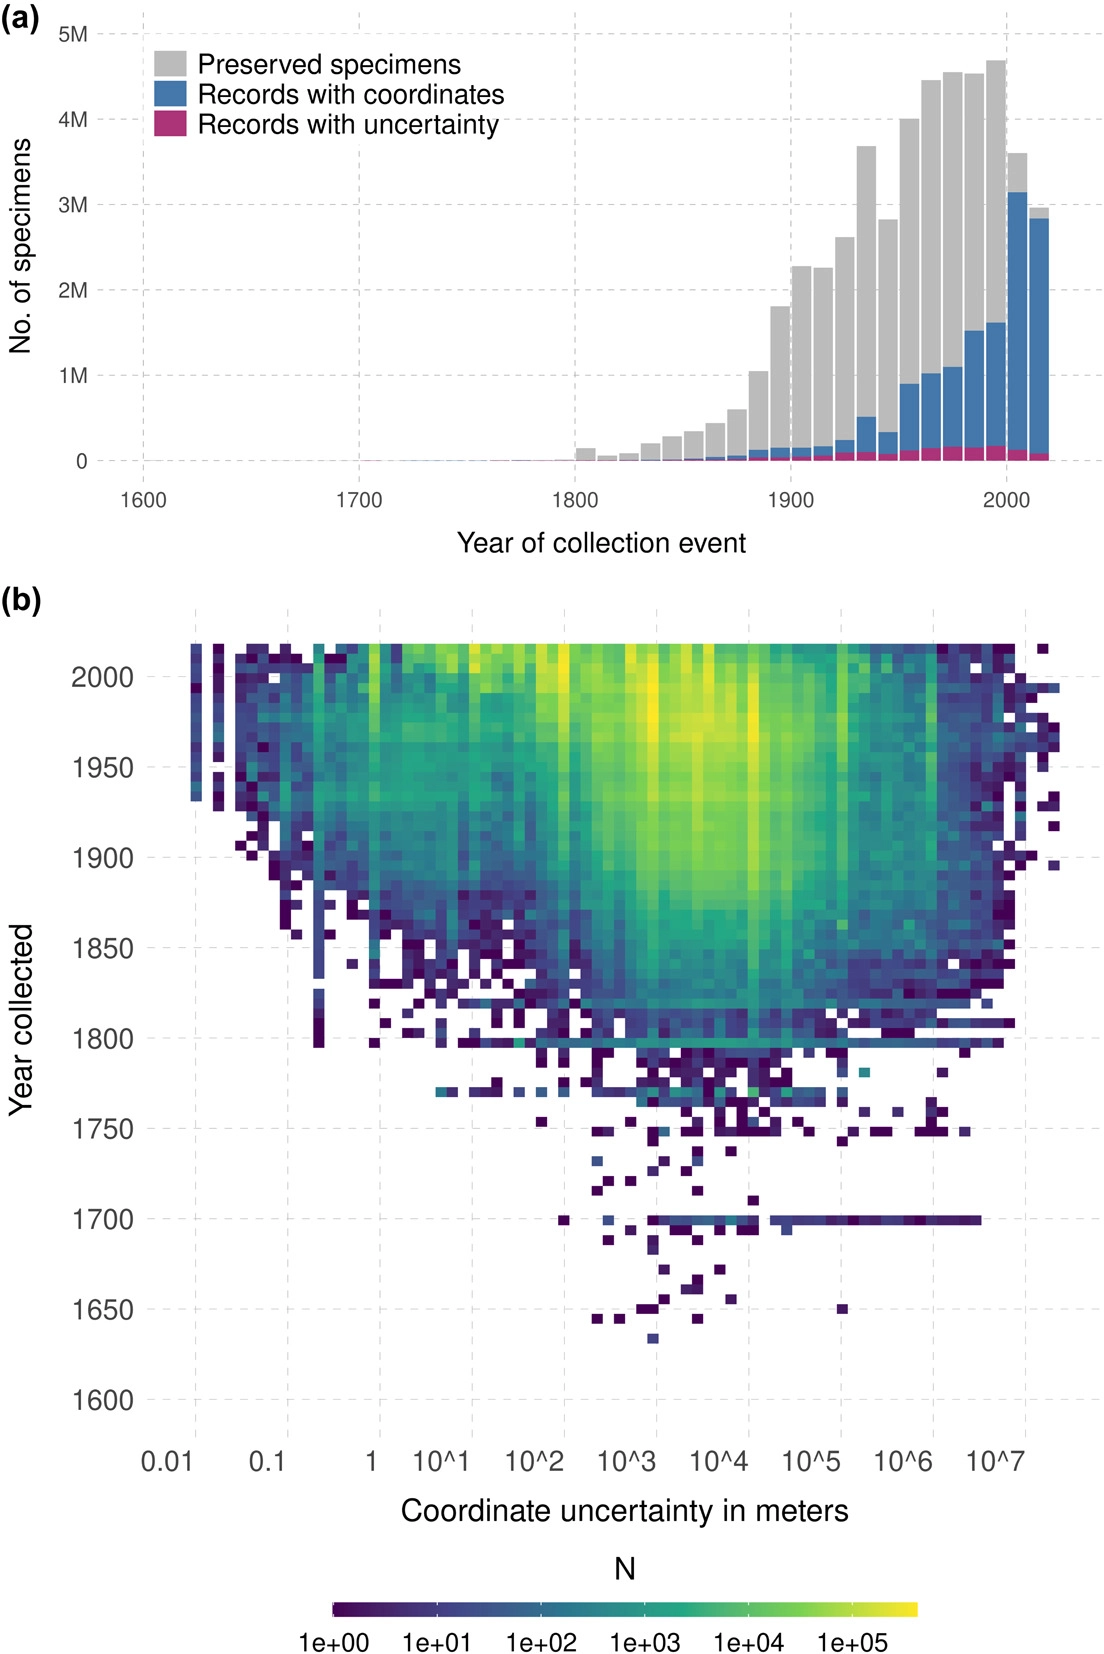 (a)
5M
4M
3M
2M
1M
0
No. of specimens
Preserved specimens
Records with coordinates
Records with uncertainty
1600 1700 1800 1900 2000
Year of collection event
(b)
2000
1950
1900
1850
1800
1750
1700
1650
1600
Year collected
0.01 0.1 1 10^1 10^2 10^3 10^4 10^5 10^6 10^7
Coordinate uncertainty in meters
N
1e+00 1e+01 1e+02 1e+03 1e+04 1e+05